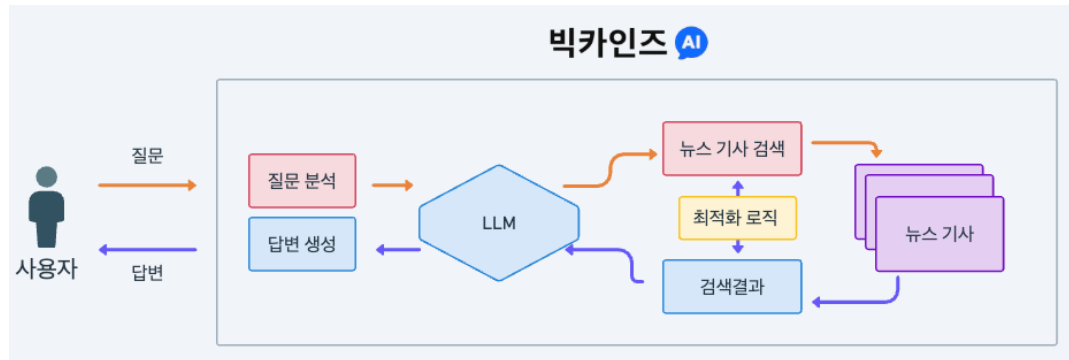 빅카인즈 AI
질문
질문 분석
답변 생성
LLM
뉴스 기사 검색
최적화 로직
검색결과
뉴스 기사
사용자
답변